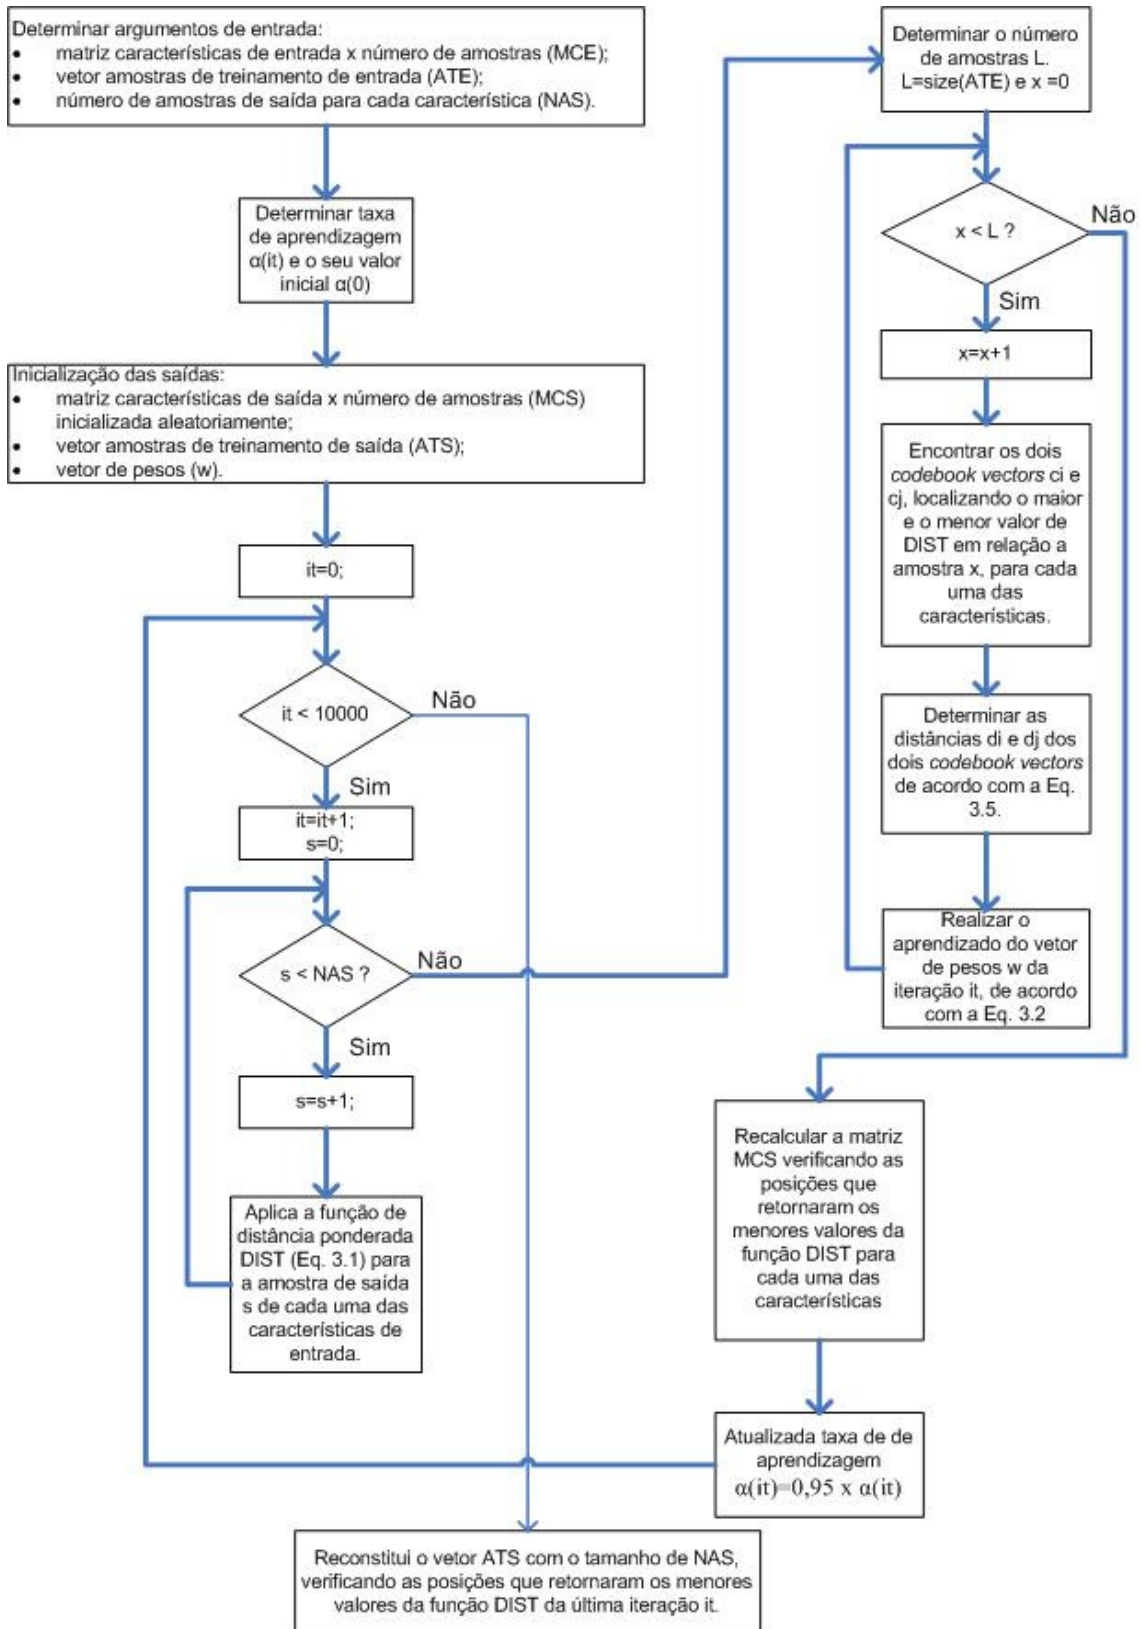 Determinar argumentos de entrada:
• matriz características de entrada x número de amostras (MCE);
• vetor amostras de treinamento de entrada (ATE);
• número de amostras de saída para cada característica (NAS).
Determinar taxa
de aprendizagem
α(it) e o seu valor
inicial α(0)
Inicialização das saídas:
• matriz características de saída x número de amostras (MCS)
inicializada aleatoriamente;
• vetor amostras de treinamento de saída (ATS);
• vetor de pesos (w).
it=0;
it < 10000
Não
Sim
it=it+1;
s=0;
s < NAS ?
Não
Sim
s=s+1;
Aplica a função de
distância ponderada
DIST (Eq. 3.1) para
a amostra de saída
s de cada uma das
características de
entrada.
Determinar o número
de amostras L.
L=size(ATE) e x =0
x < L ?
Não
Sim
x=x+1
Encontrar os dois
codebook vectors ci e
cj, localizando o maior
e o menor valor de
DIST em relação a
amostra x, para cada
uma das
características.
Determinar as
distâncias di e dj dos
dois codebook vectors
de acordo com a Eq.
3.5.
Realizar o
aprendizado do vetor
de pesos w da
iteração it, de acordo
com a Eq. 3.2
Recalcular a matriz
MCS verificando as
posições que
retornaram os
menores valores da
função DIST para
cada uma das
características
Atualizada taxa de de
aprendizagem
α(it)=0,95 x α(it)
Reconstitui o vetor ATS com o tamanho de NAS,
verificando as posições que retornaram os menores
valores da função DIST da última iteração it.